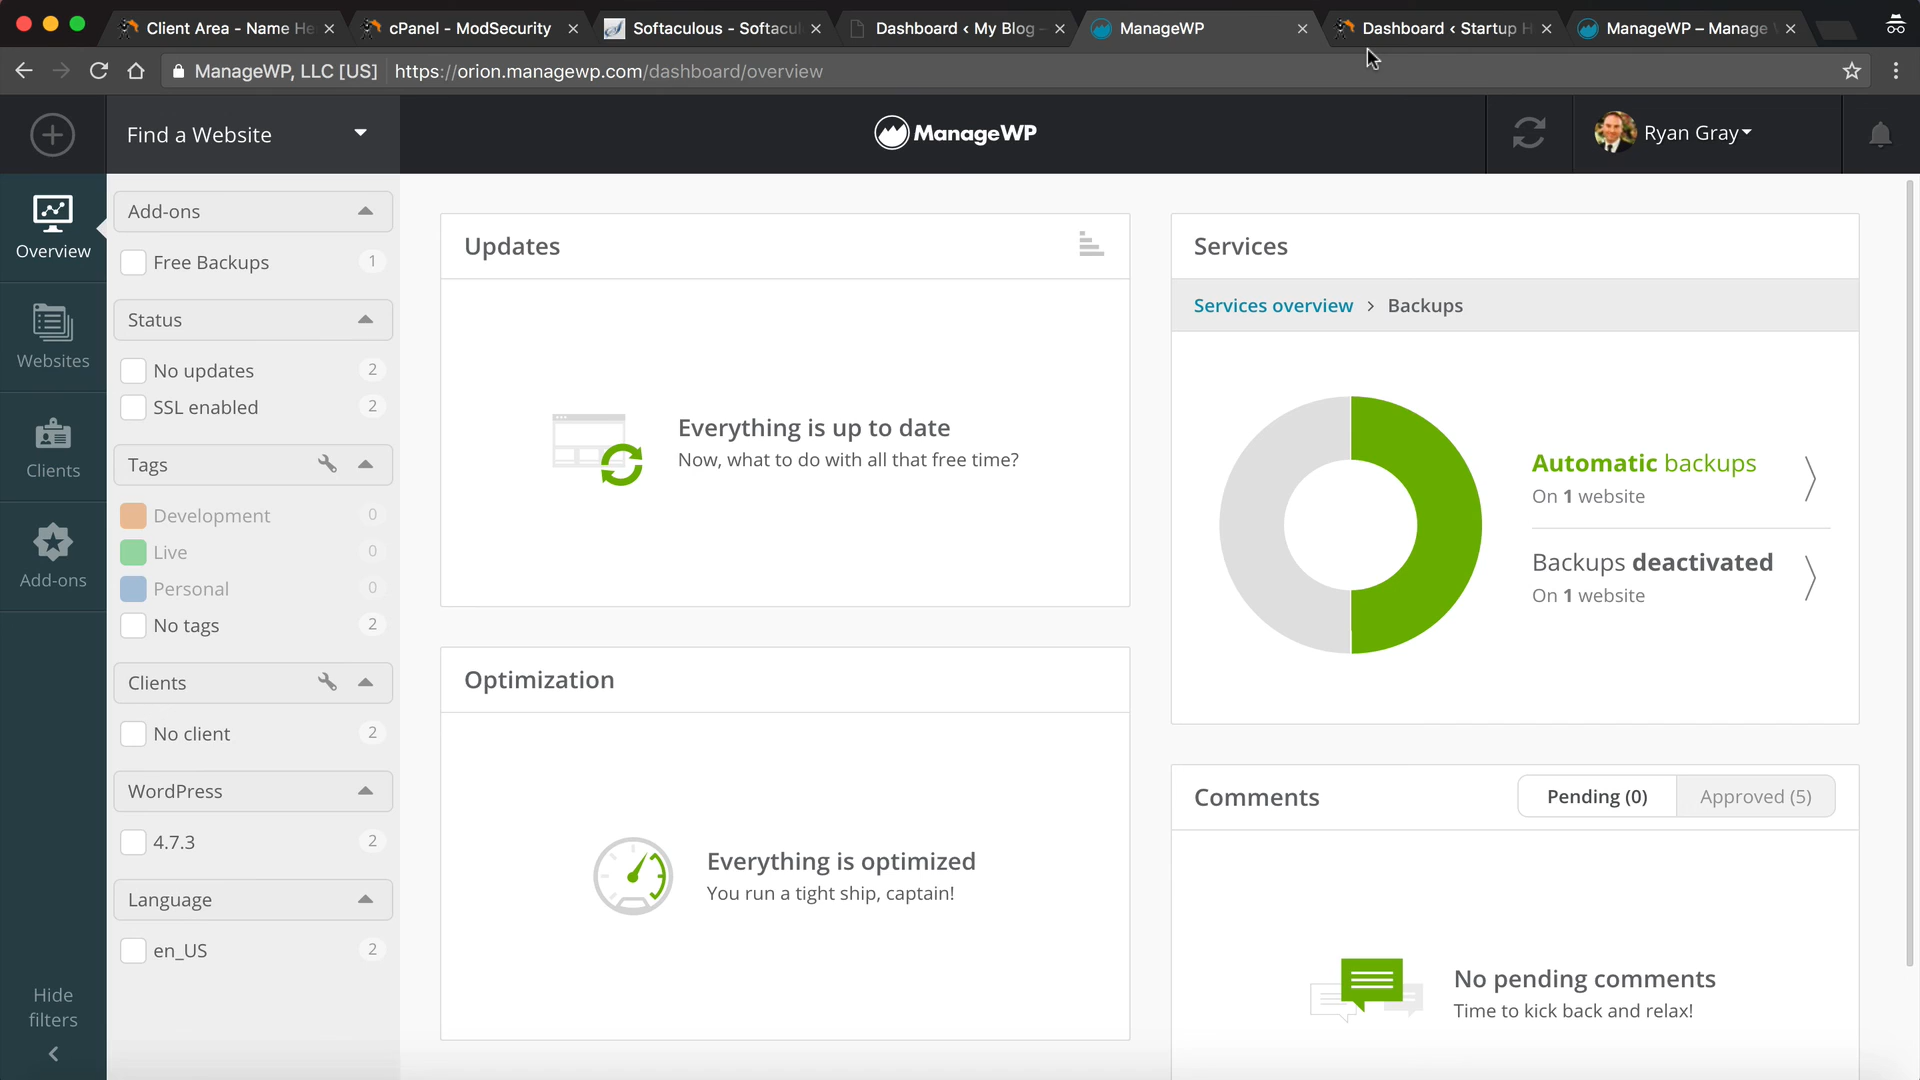 Client Area - Name He
cPanel - ModSecurity
Softaculous - Softacul
Dashboard ‹ My Blog -
ManageWP
Dashboard ‹ Startup H
ManageWP – Manage
ManageWP, LLC [US]
https://orion.managewp.com/dashboard/overview
Find a Website
ManageWP
Ryan Gray
Overview
Websites
Clients
Add-ons
Hide
filters
Add-ons
Free Backups 1
Status
No updates 2
SSL enabled 2
Tags
Development 0
Live 0
Personal 0
No tags 2
Clients
No client 2
WordPress
4.7.3 2
Language
en_US 2
Updates
Everything is up to date
Now, what to do with all that free time?
Optimization
Everything is optimized
You run a tight ship, captain!
Services
Services overview > Backups
Automatic backups
On 1 website
Backups deactivated
On 1 website
Comments
Pending (0)
Approved (5)
No pending comments
Time to kick back and relax!